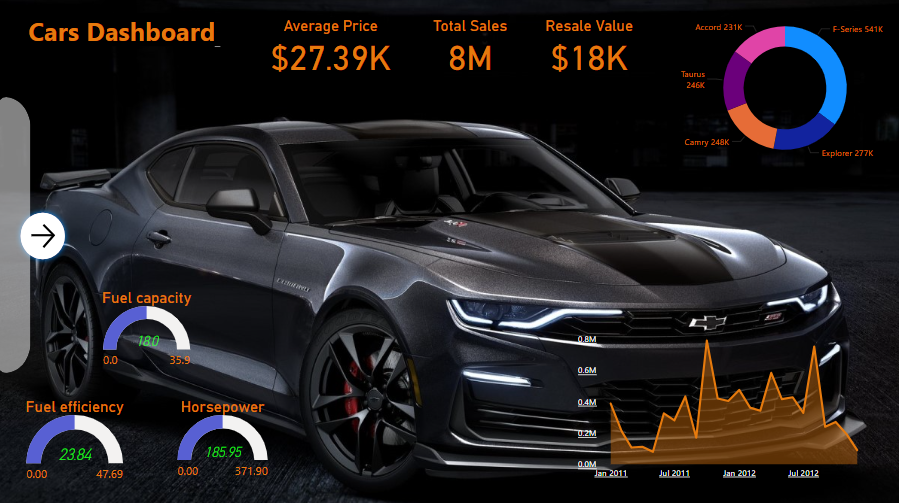 Cars Dashboard_
Average Price
$27.39K
Total Sales
8M
Resale Value
$18K
Accord 231K
F-Series 541K
Taurus
246K
Camry 248K
Explorer 277K
Fuel capacity
18.0
0.0
35.9
Fuel efficiency
23.84
0.00
47.69
Horsepower
185.95
0.00
371.90
CAMARO
0.8M
0.6M
0.4M
0.2M
0.0M
Jan 2011
Jul 2011
Jan 2012
Jul 2012